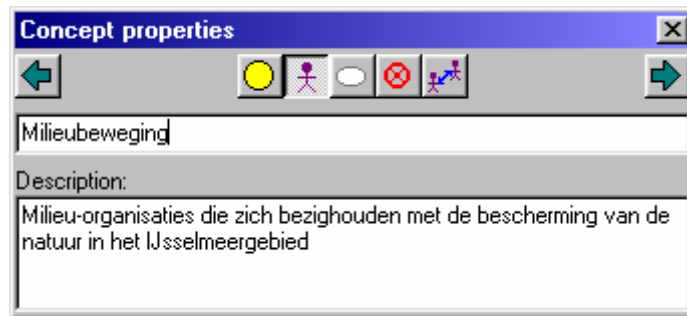 Concept properties
Milieubeweging
Description:
Milieu-organisaties die zich bezighouden met de bescherming van de
natuur in het IJsselmeergebied